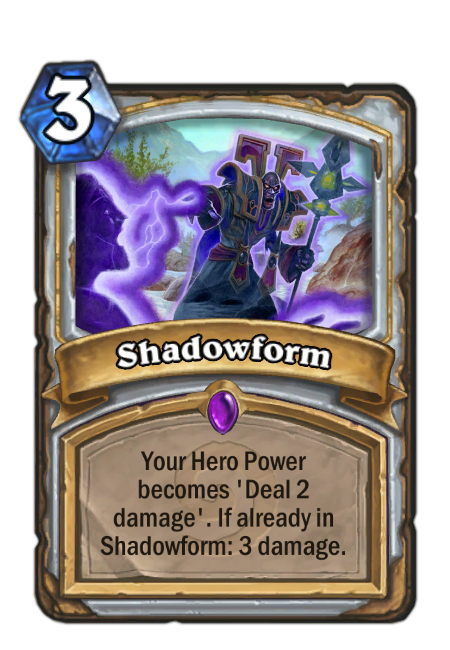 3
Shadowform
Your Hero Power
becomes 'Deal 2
damage'. If already in
Shadowform: 3 damage.